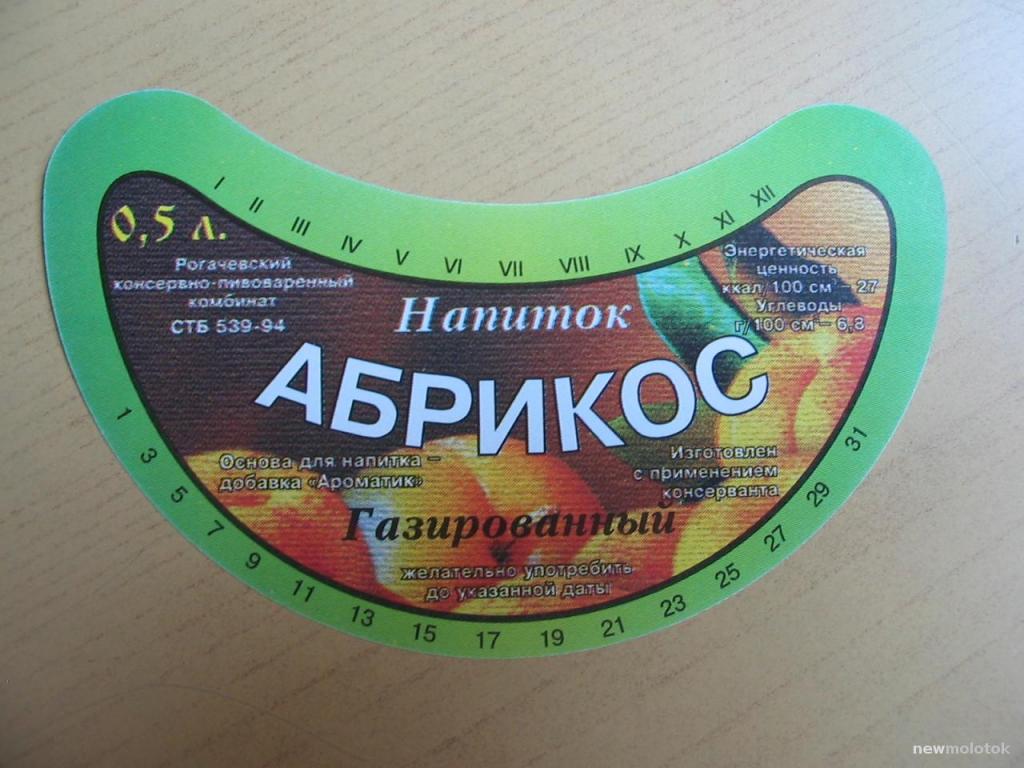 I II III IV V VI VII VIII IX X XI XII
0,5 л.
Рогачевский
консервно-пивоваренный
комбинат
СТБ 539-94
Энергетическая
ценность
ккал/100 см³ – 27
Углеводы
г/100 см³ – 6,8
Напиток
АБРИКОС
Основа для напитка –
добавка «Ароматик»
Изготовлен
с применением
консерванта
Газированный
желательно употребить
до указанной даты
1 3 5 7 9 11 13 15 17 19 21 23 25 27 29 31
newmolotok